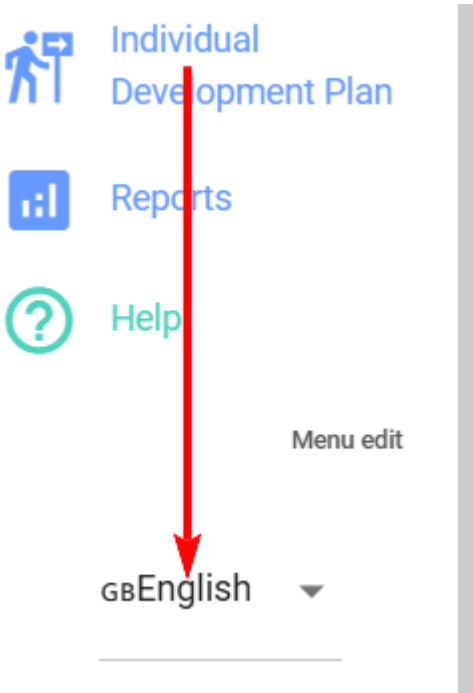 Individual
Development Plan
Reports
Help
Menu edit
GBEnglish